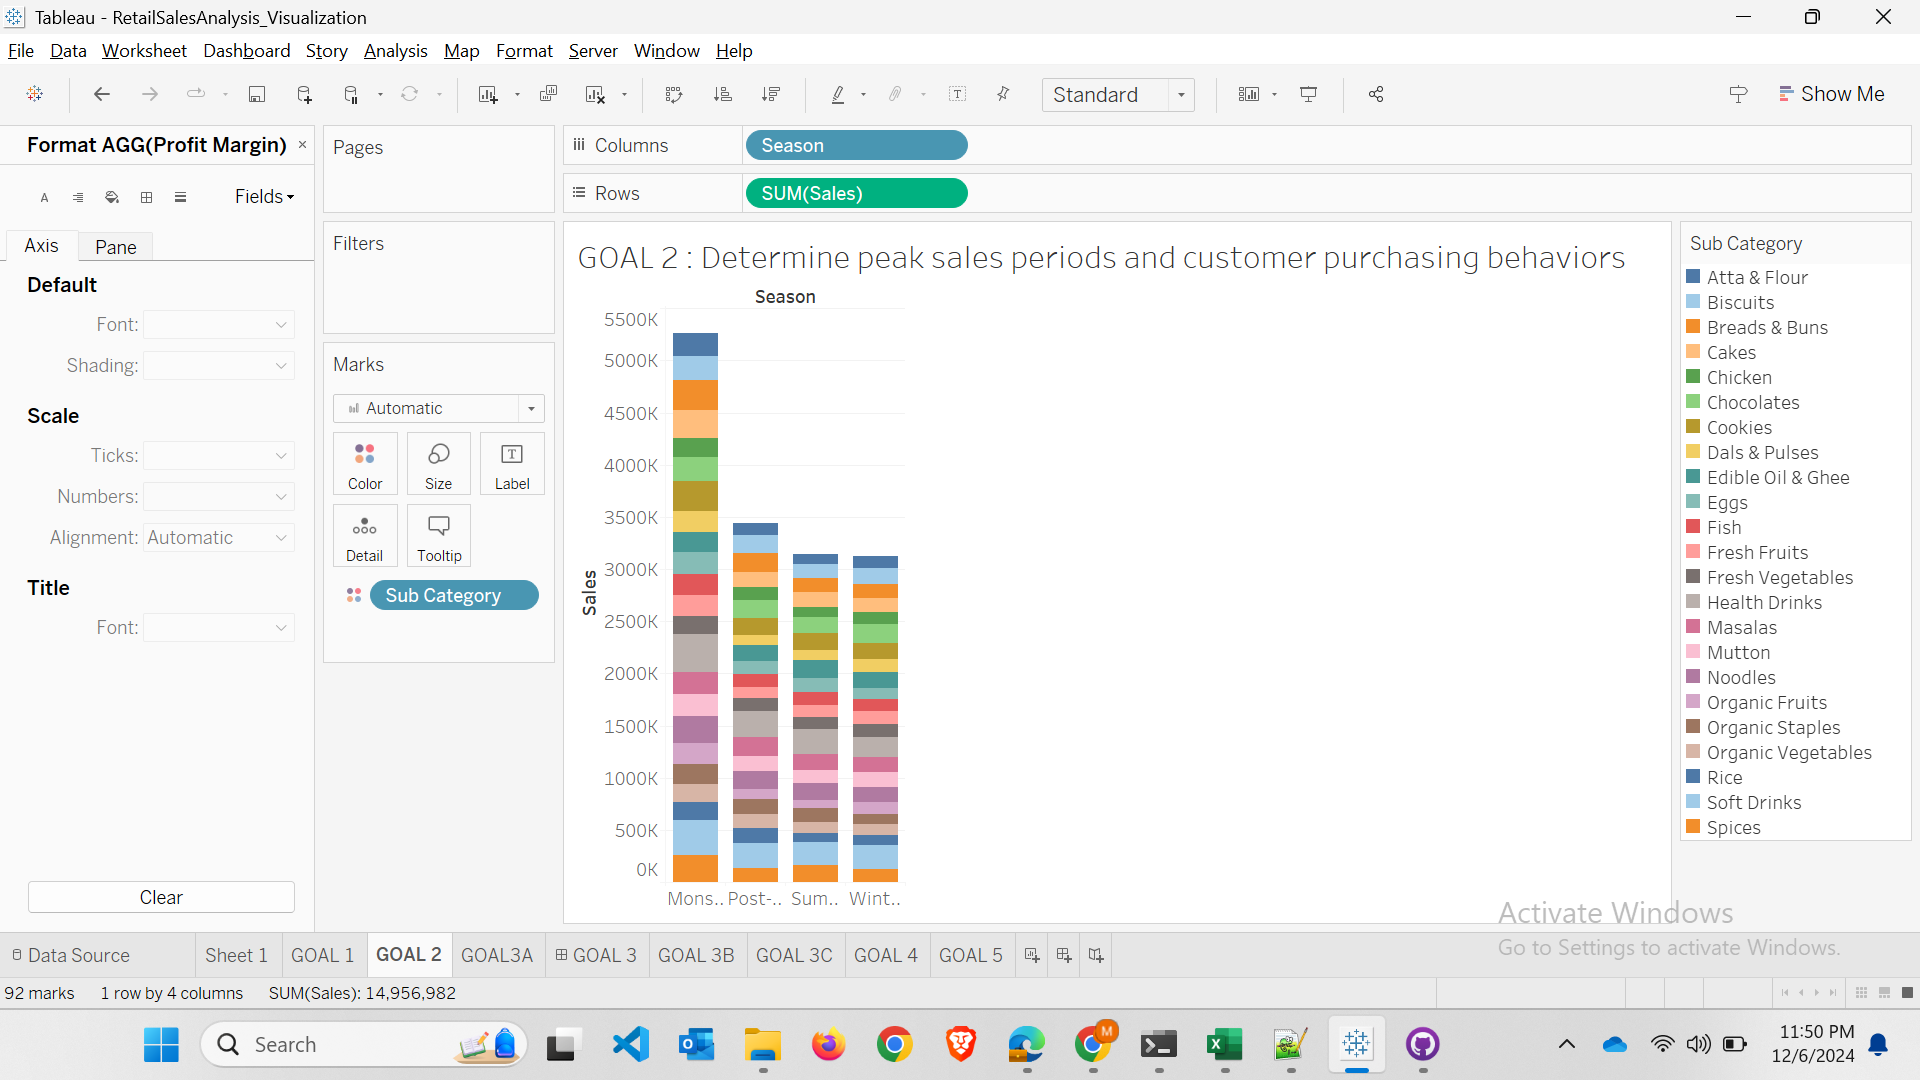 Tableau - RetailSalesAnalysis_Visualization
File Data Worksheet Dashboard Story Analysis Map Format Server Window Help
Standard
Show Me
Format AGG(Profit Margin) ×
Fields
Axis Pane
Default
Font:
Shading:
Scale
Ticks:
Numbers:
Alignment: Automatic
Title
Font:
Clear
Pages
Filters
Marks
Automatic
Color Size Label
Detail Tooltip
Sub Category
Columns Season
Rows SUM(Sales)
GOAL 2 : Determine peak sales periods and customer purchasing behaviors
Season
5500K
5000K
4500K
4000K
3500K
3000K
2500K
2000K
1500K
1000K
500K
0K
Sales
Mons.. Post-.. Sum.. Wint..
Sub Category
Atta & Flour
Biscuits
Breads & Buns
Cakes
Chicken
Chocolates
Cookies
Dals & Pulses
Edible Oil & Ghee
Eggs
Fish
Fresh Fruits
Fresh Vegetables
Health Drinks
Masalas
Mutton
Noodles
Organic Fruits
Organic Staples
Organic Vegetables
Rice
Soft Drinks
Spices
Activate Windows
Go to Settings to activate Windows.
Data Source Sheet 1 GOAL 1 GOAL 2 GOAL3A GOAL 3 GOAL 3B GOAL 3C GOAL 4 GOAL 5
92 marks 1 row by 4 columns SUM(Sales): 14,956,982
Search
M
11:50 PM
12/6/2024